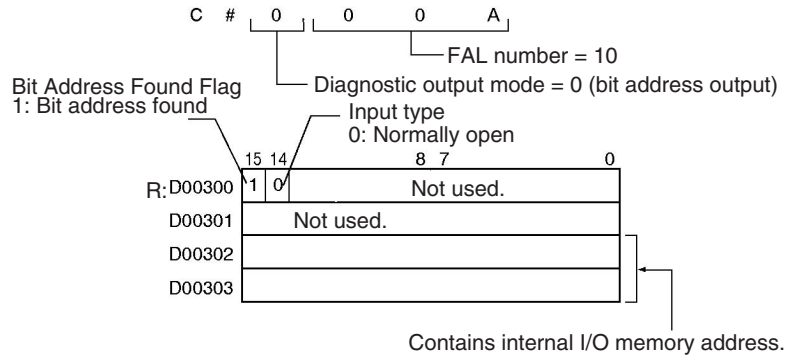 C # 0 0 0 A
FAL number = 10
Diagnostic output mode = 0 (bit address output)
Bit Address Found Flag
1: Bit address found
Input type
0: Normally open
15 14 8 7 0
R: D00300 1 0 Not used.
D00301 Not used.
D00302
D00303
Contains internal I/O memory address.